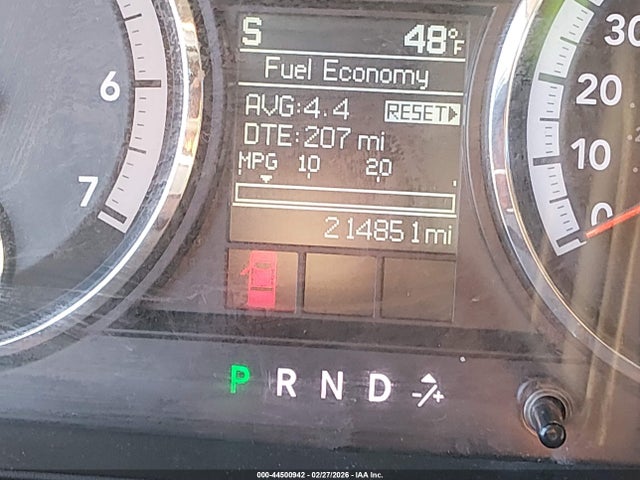 S 48°F
Fuel Economy
AVG:4.4 RESET
DTE:207 mi
MPG 10 20
214851mi
6
7
30
20
10
0
P R N D -/+
000-44500942 - 02/27/2026 - IAA Inc.